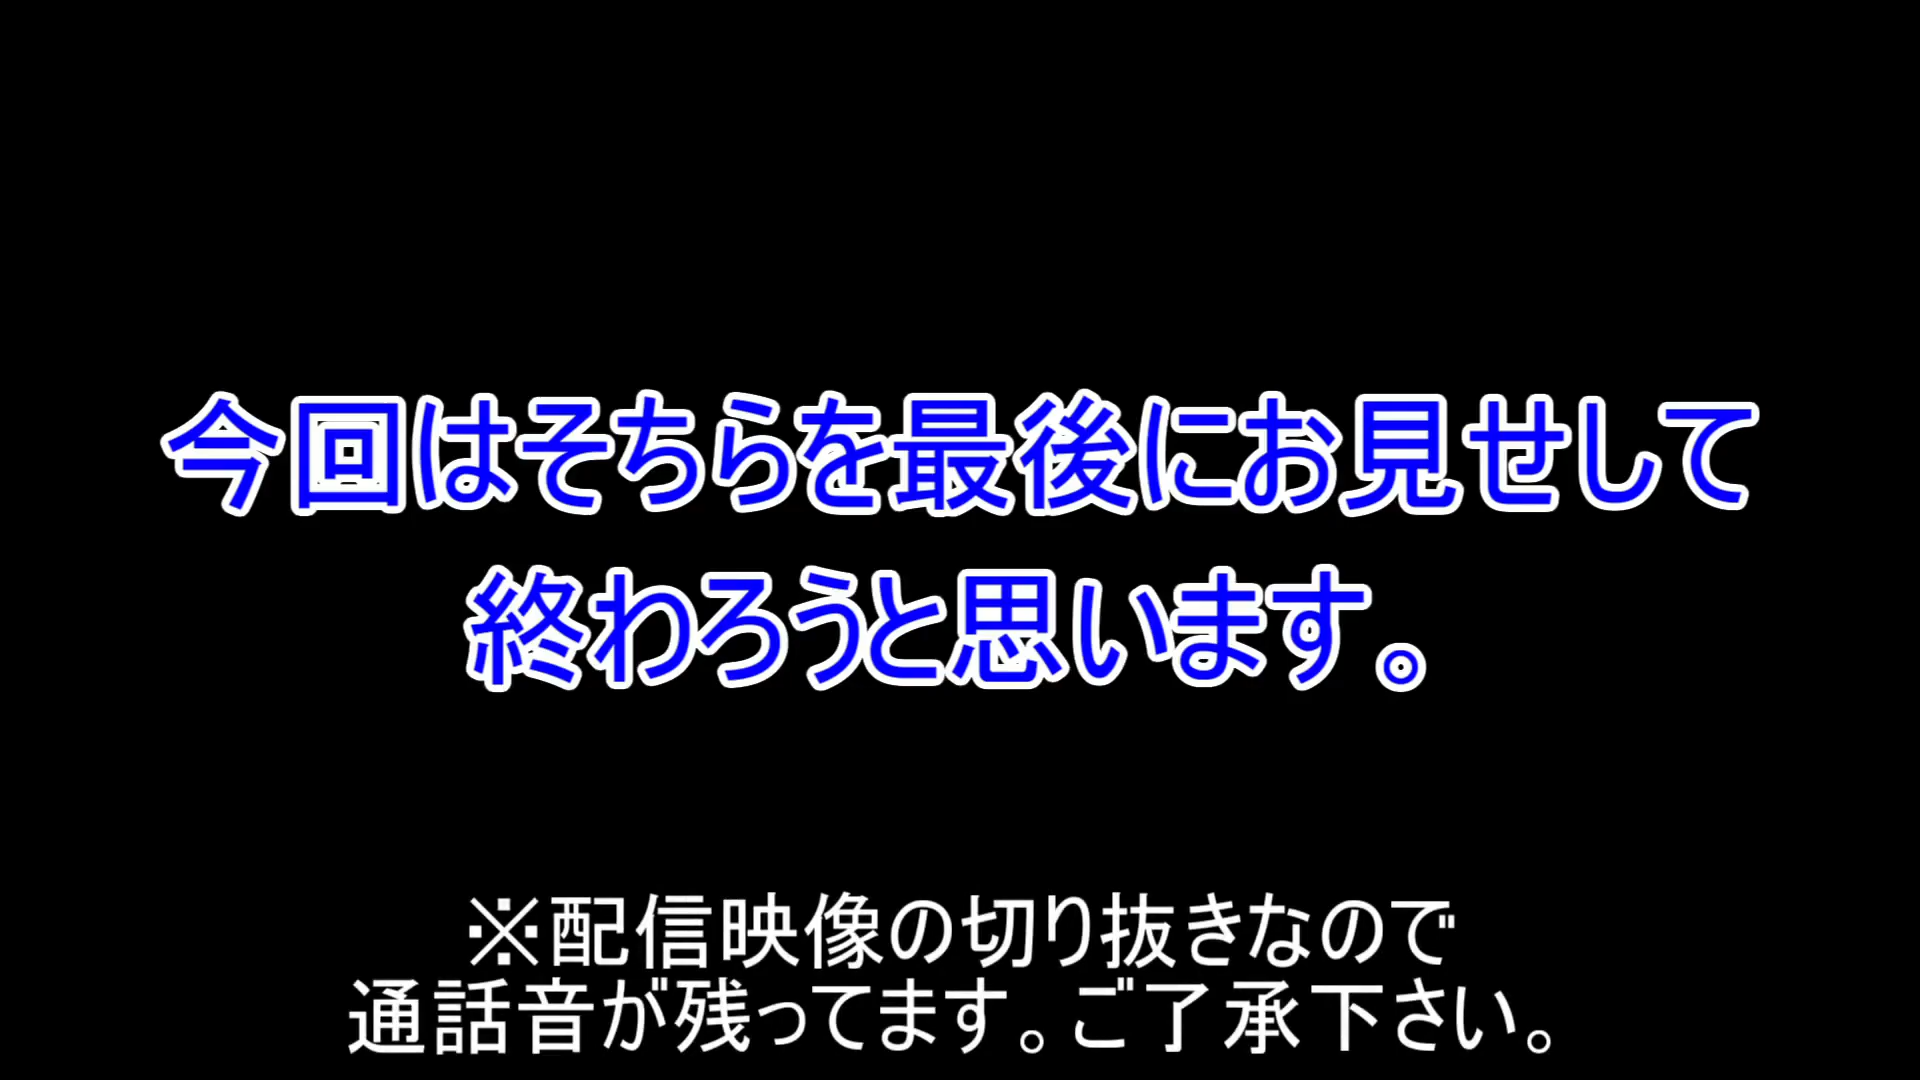 今回はそちらを最後にお見せして
終わろうと思います。
※配信映像の切り抜きなので
通話音が残ってます。ご了承下さい。